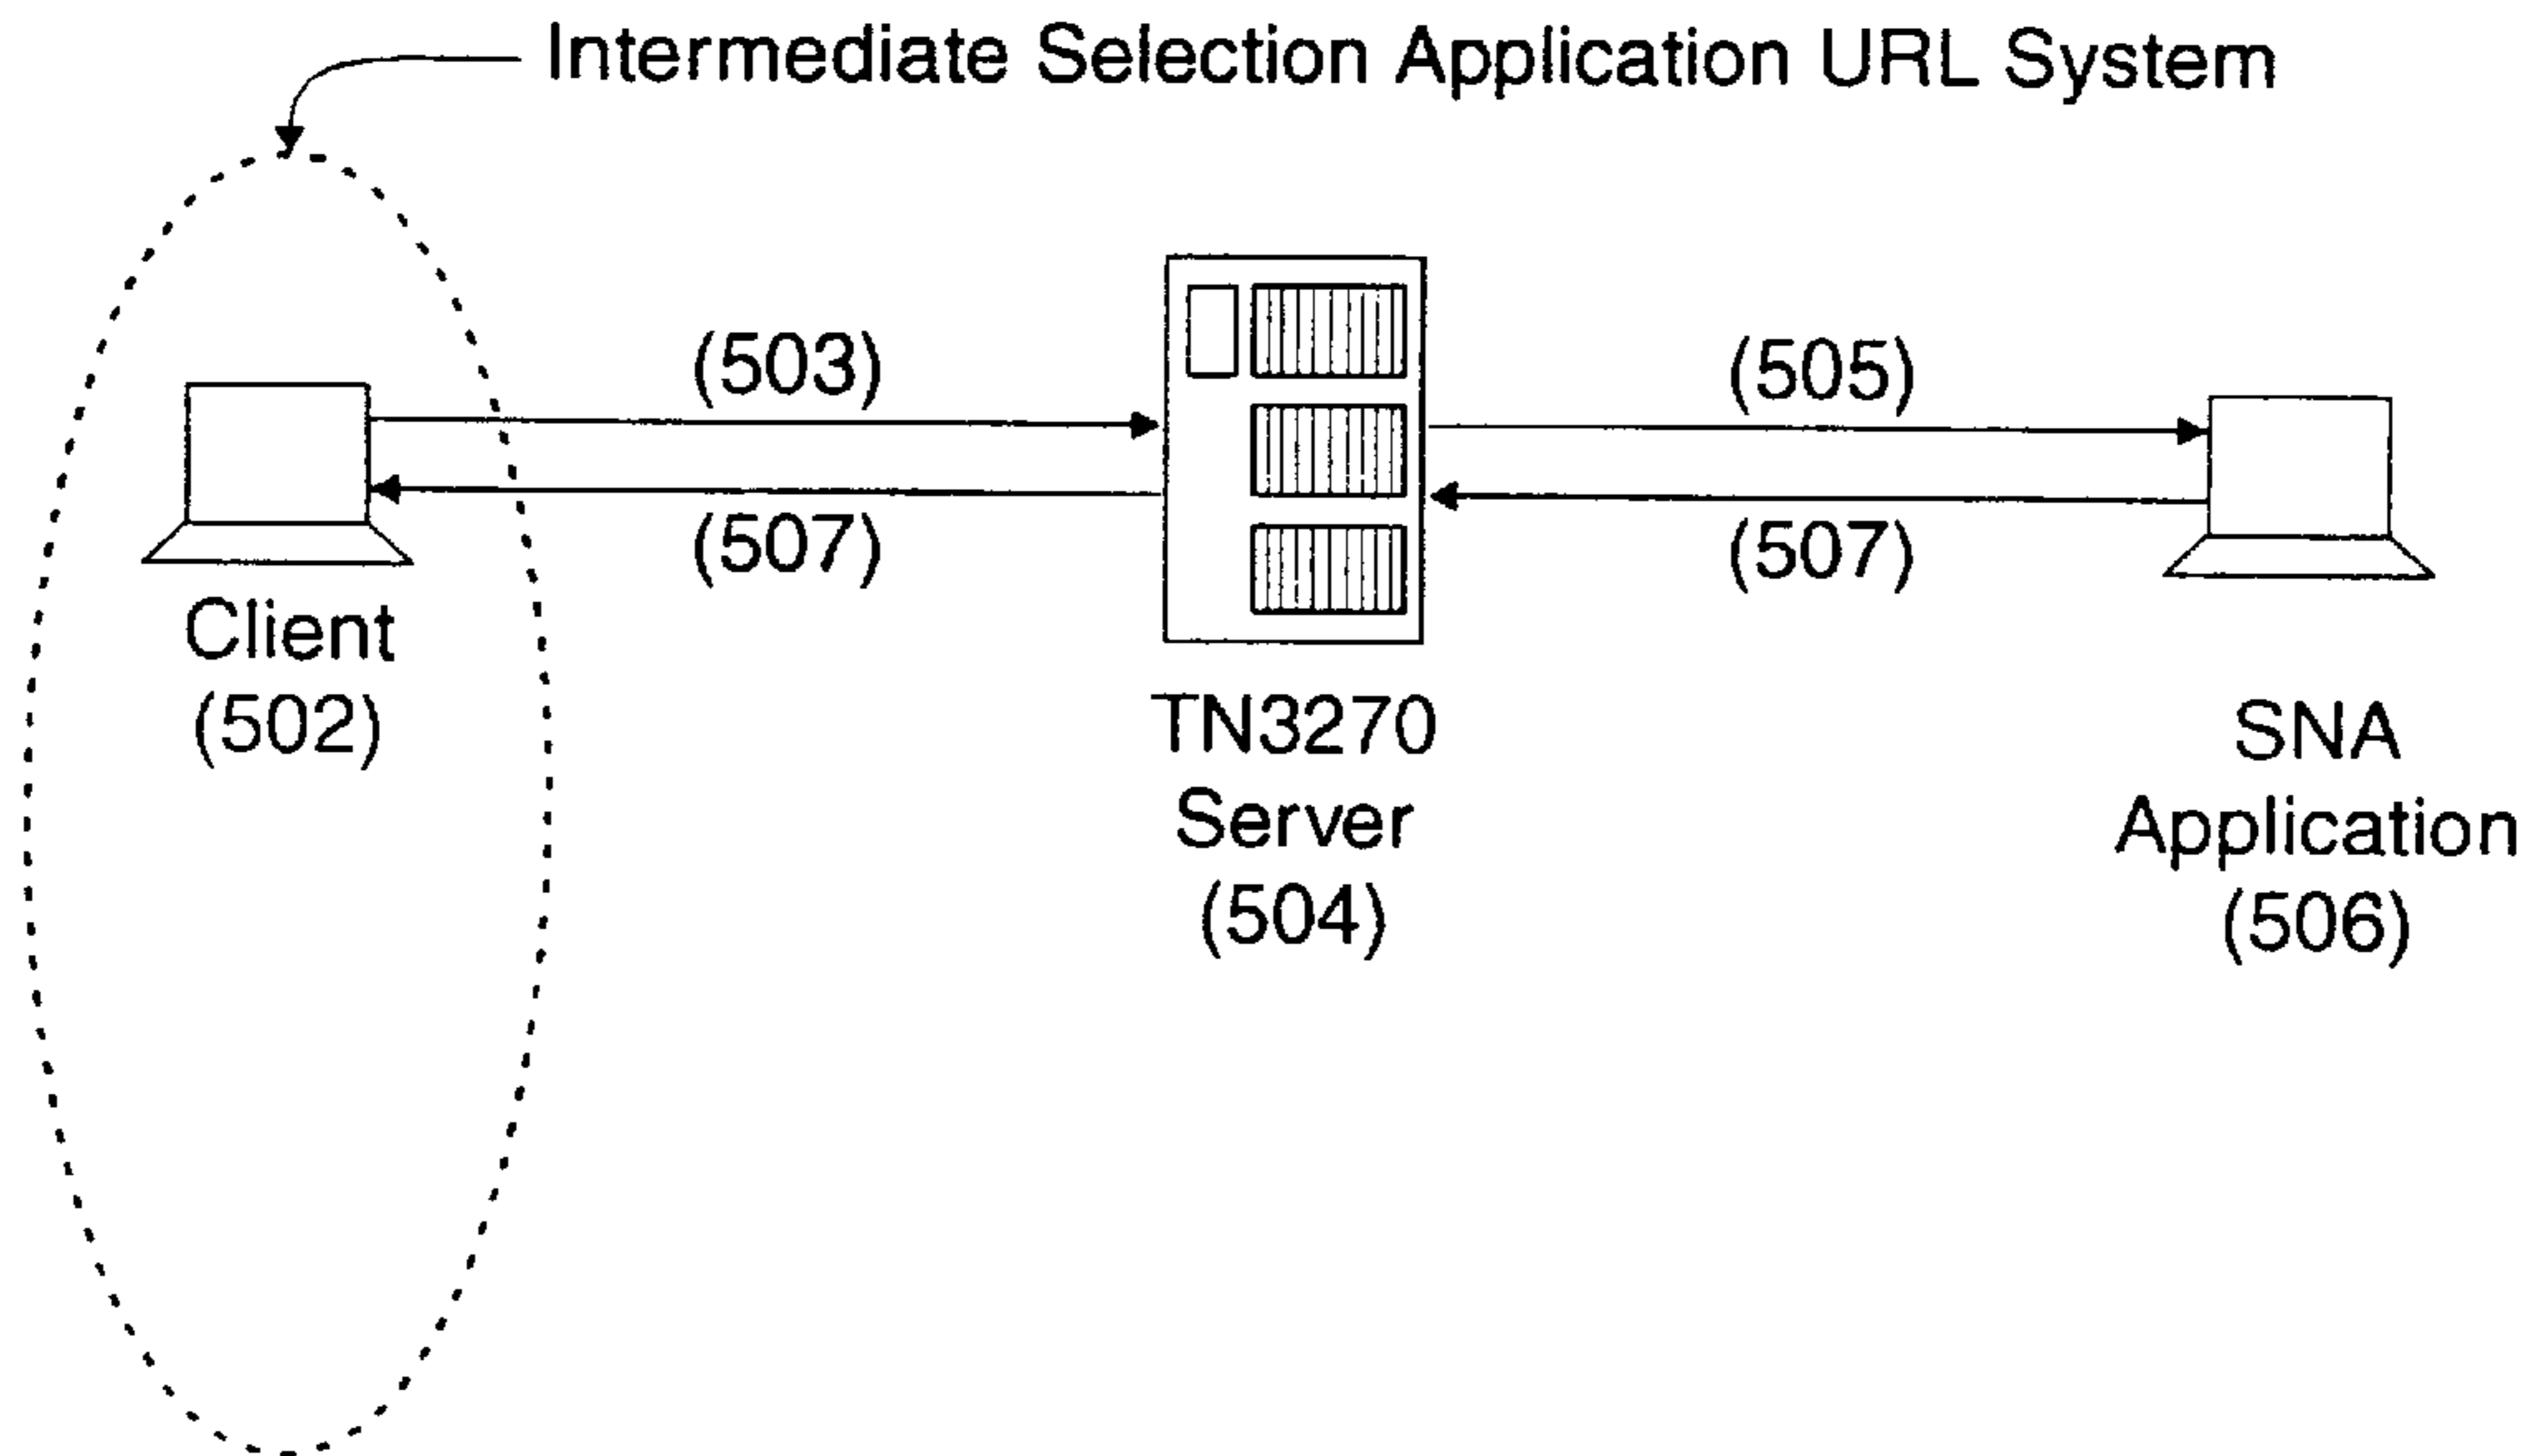 Intermediate Selection Application URL System
(503)
(505)
(507)
(507)
Client
(502)
TN3270
Server
(504)
SNA
Application
(506)